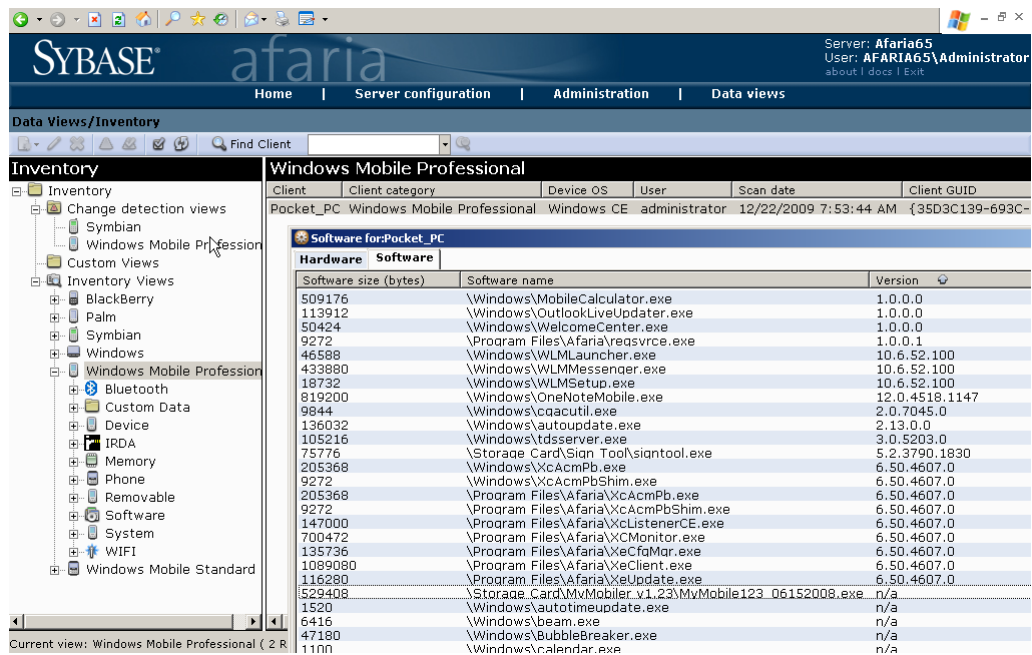 SYBASE® afaria
Server: Afaria65
User: AFARIA65\Administrator
about | docs | Exit
Home | Server configuration | Administration | Data views
Data Views/Inventory
Find Client
Inventory
Inventory
Change detection views
Symbian
Windows Mobile Profession
Custom Views
Inventory Views
BlackBerry
Palm
Symbian
Windows
Windows Mobile Profession
Bluetooth
Custom Data
Device
IRDA
Memory
Phone
Removable
Software
System
WIFI
Windows Mobile Standard
Current view: Windows Mobile Professional ( 2 R
Windows Mobile Professional
Client Client category Device OS User Scan date Client GUID
Pocket_PC Windows Mobile Professional Windows CE administrator 12/22/2009 7:53:44 AM {35D3C139-693C-
Software for:Pocket_PC
Hardware Software
Software size (bytes) Software name Version
509176 \Windows\MobileCalculator.exe 1.0.0.0
113912 \Windows\OutlookLiveUpdater.exe 1.0.0.0
50424 \Windows\WelcomeCenter.exe 1.0.0.0
9272 \Program Files\Afaria\regsvrce.exe 1.0.0.1
46588 \Windows\WLMLauncher.exe 10.6.52.100
433880 \Windows\WLMMessenger.exe 10.6.52.100
18732 \Windows\WLMSetup.exe 10.6.52.100
819200 \Windows\OneNoteMobile.exe 12.0.4518.1147
9844 \Windows\cgacutil.exe 2.0.7045.0
136032 \Windows\autoupdate.exe 2.13.0.0
105216 \Windows\tdsserver.exe 3.0.5203.0
75776 \Storage Card\Sign Tool\signtool.exe 5.2.3790.1830
205368 \Windows\XcAcmPb.exe 6.50.4607.0
9272 \Windows\XcAcmPbShim.exe 6.50.4607.0
205368 \Program Files\Afaria\XcAcmPb.exe 6.50.4607.0
9272 \Program Files\Afaria\XcAcmPbShim.exe 6.50.4607.0
147000 \Program Files\Afaria\XcListenerCE.exe 6.50.4607.0
700472 \Program Files\Afaria\XCMonitor.exe 6.50.4607.0
135736 \Program Files\Afaria\XeCfgMgr.exe 6.50.4607.0
1089080 \Program Files\Afaria\XeClient.exe 6.50.4607.0
116280 \Program Files\Afaria\XeUpdate.exe 6.50.4607.0
529408 \Storage Card\MyMobiler v1.23\MyMobile123_06152008.exe n/a
1520 \Windows\autotimeupdate.exe n/a
6416 \Windows\beam.exe n/a
47180 \Windows\BubbleBreaker.exe n/a
1100 \Windows\calendar.exe n/a